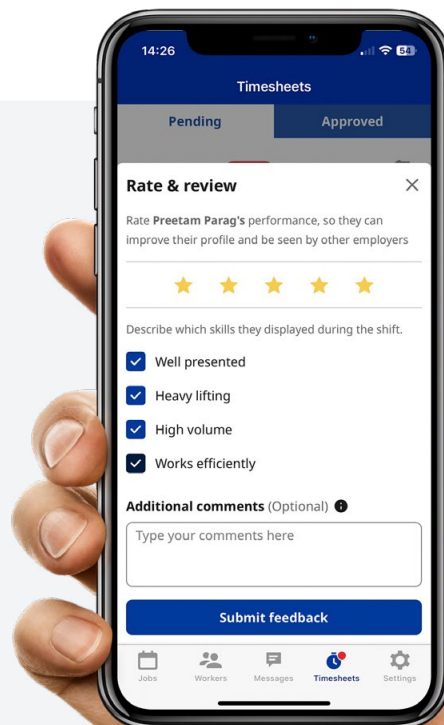 14:26
54
Timesheets
Pending
Approved
Rate & review
Rate Preetam Parag's performance, so they can
improve their profile and be seen by other employers
Describe which skills they displayed during the shift.
Well presented
Heavy lifting
High volume
Works efficiently
Additional comments (Optional)
Type your comments here
Submit feedback
Jobs
Workers
Messages
Timesheets
Settings